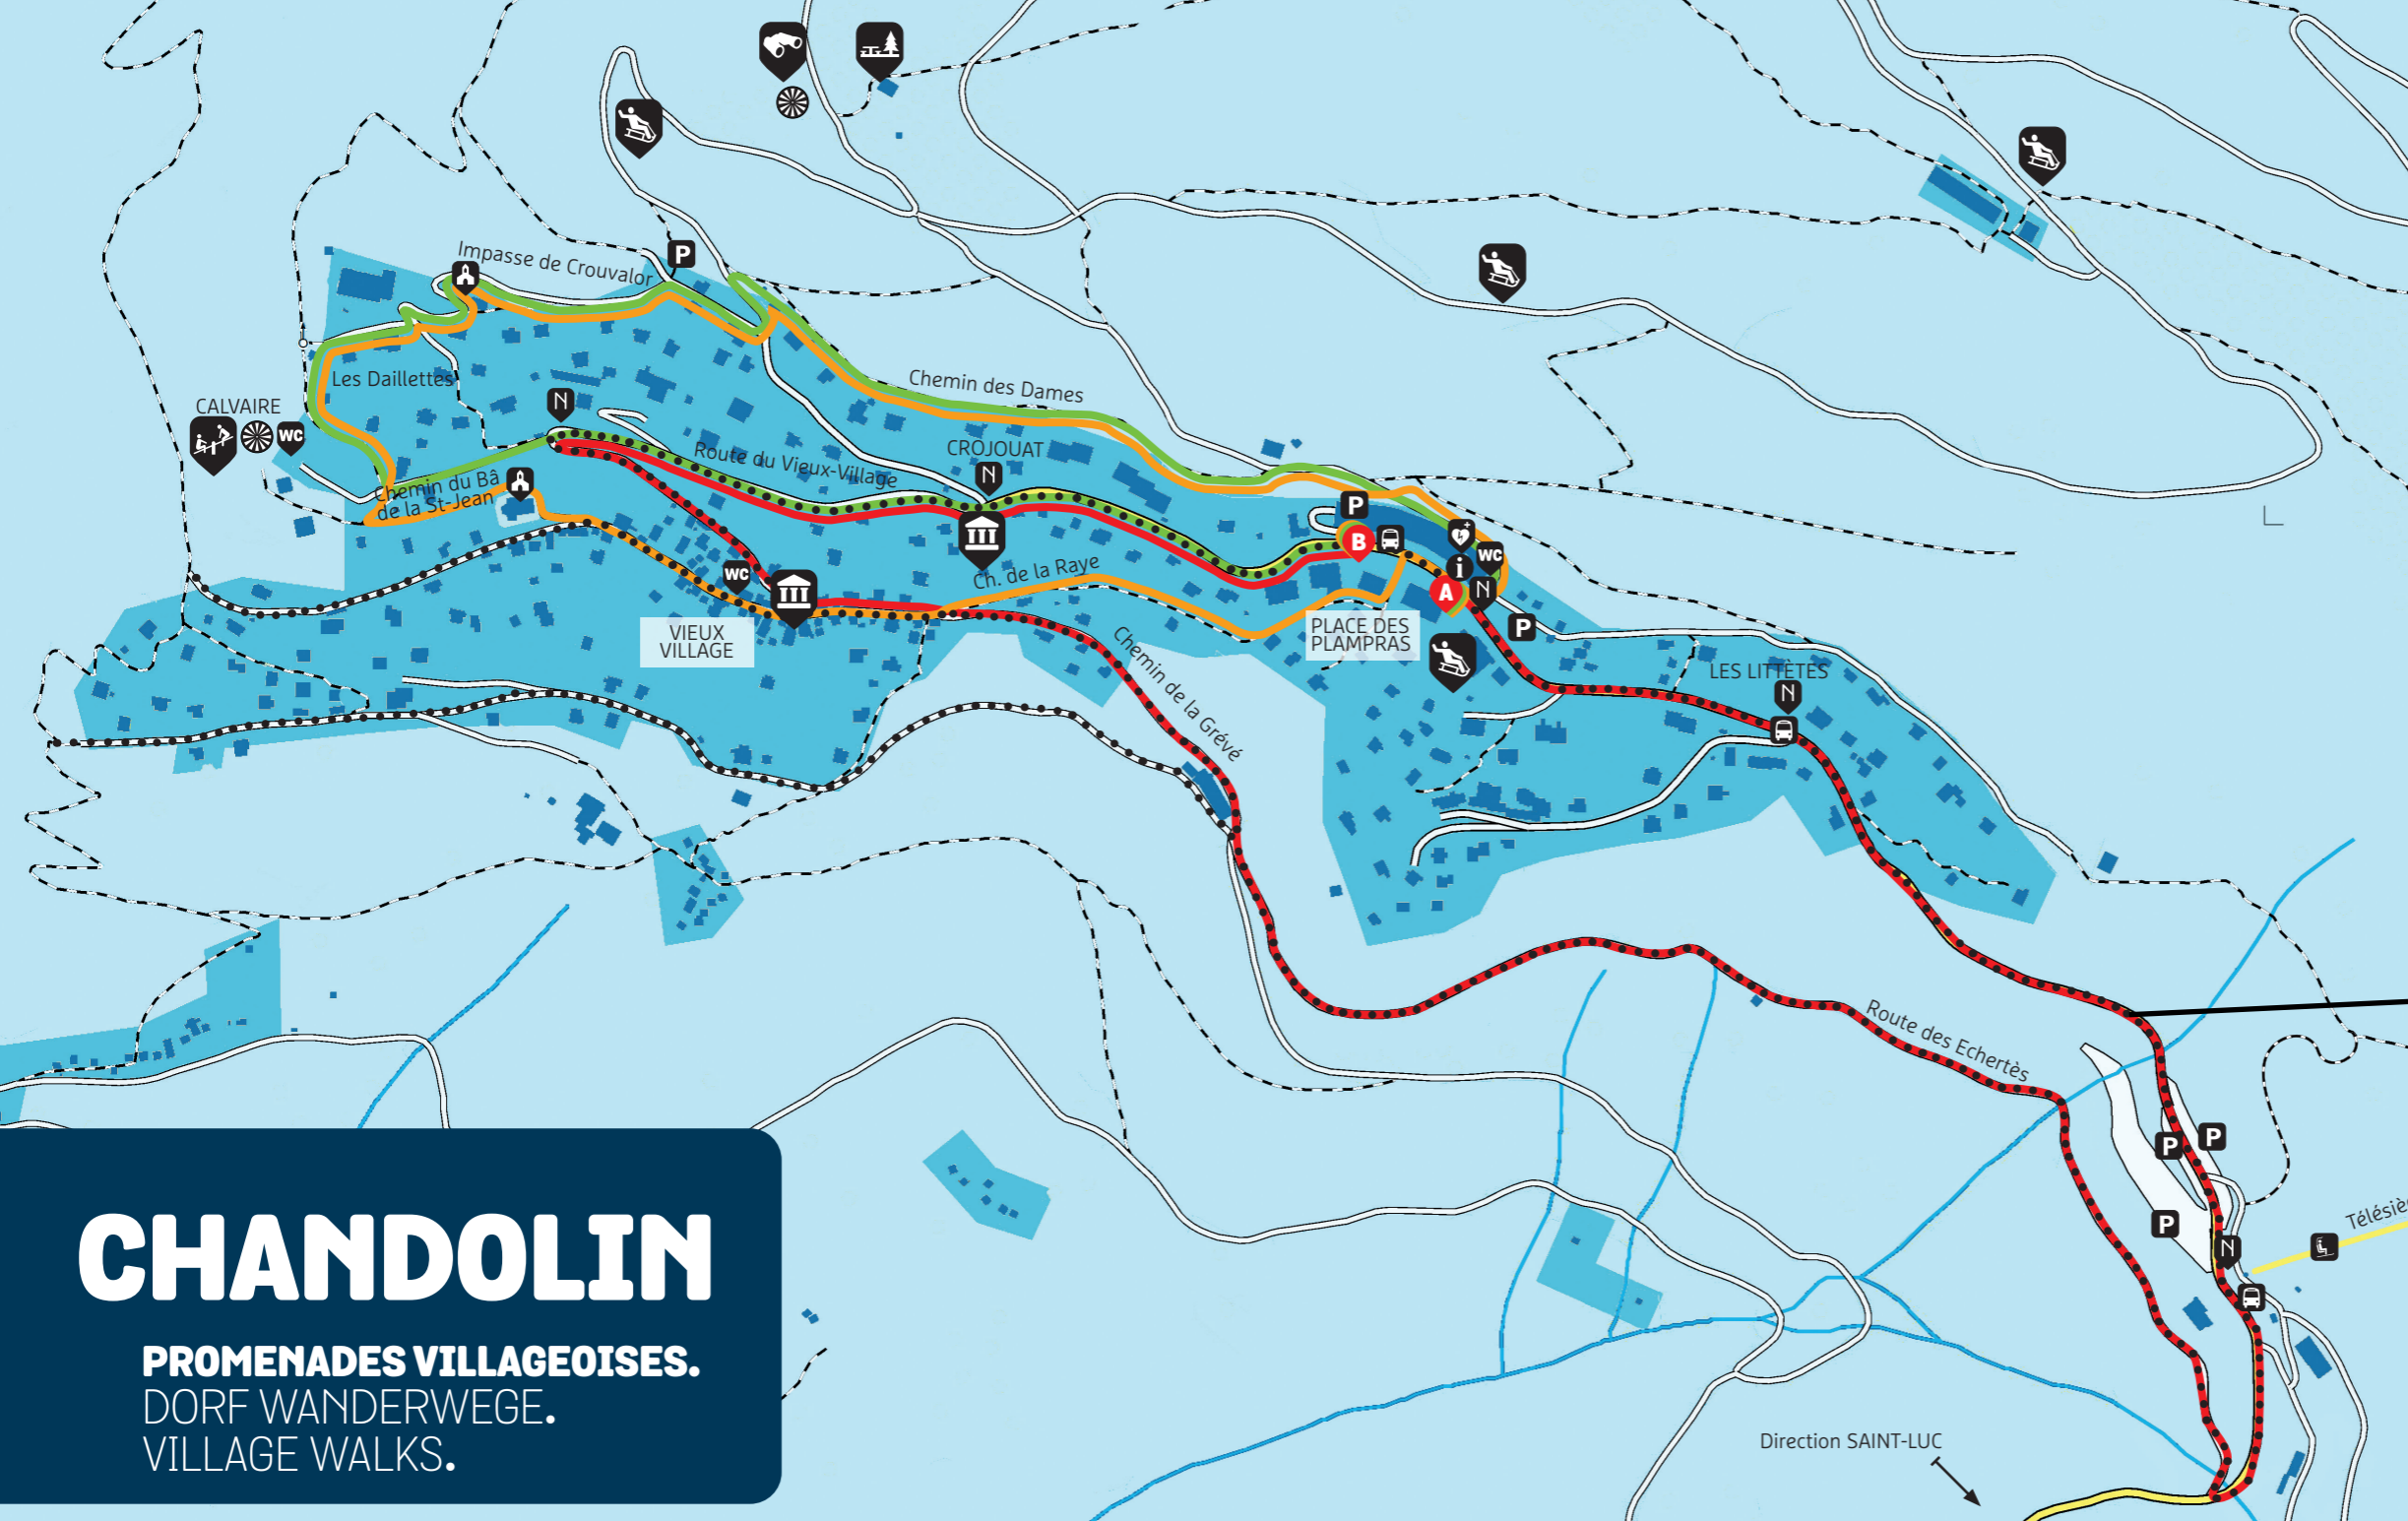 Impasse de Crouvalor
P
Les Daillettes
Chemin des Dames
CALVAIRE
WC
N
Route du Vieux-Village
CROJOUAT
N
Chemin du Bâ
de la St-Jean
P
B
WC
i
A
N
WC
Ch. de la Raye
VIEUX
VILLAGE
PLACE DES
PLAMPRAS
P
Chemin de la Grévé
LES LITTÈTES
N
Route des Echertès
P
P
P
N
Télésiè
Direction SAINT-LUC
CHANDOLIN
PROMENADES VILLAGEOISES.
DORF WANDERWEGE.
VILLAGE WALKS.